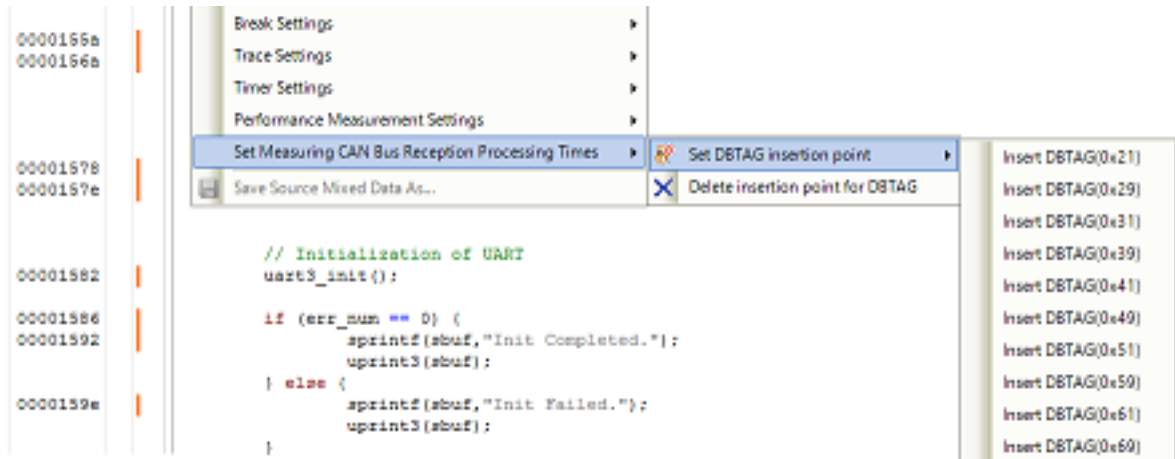 0000155a
0000156a
00001578
0000157e
00001582
00001586
00001592
0000159e
Break Settings
Trace Settings
Timer Settings
Performance Measurement Settings
Set Measuring CAN Bus Reception Processing Times
Save Source Mixed Data As...
Set DBTAG insertion point
Delete insertion point for DBTAG
Insert DBTAG(0x21)
Insert DBTAG(0x29)
Insert DBTAG(0x31)
Insert DBTAG(0x39)
Insert DBTAG(0x41)
Insert DBTAG(0x49)
Insert DBTAG(0x51)
Insert DBTAG(0x59)
Insert DBTAG(0x61)
Insert DBTAG(0x69)
// Initialization of UART
uart3_init();
if (err_num == 0) {
sprintf(sbuf,"Init Completed.");
uprint3(sbuf);
} else {
sprintf(sbuf,"Init Failed.");
uprint3(sbuf);
}